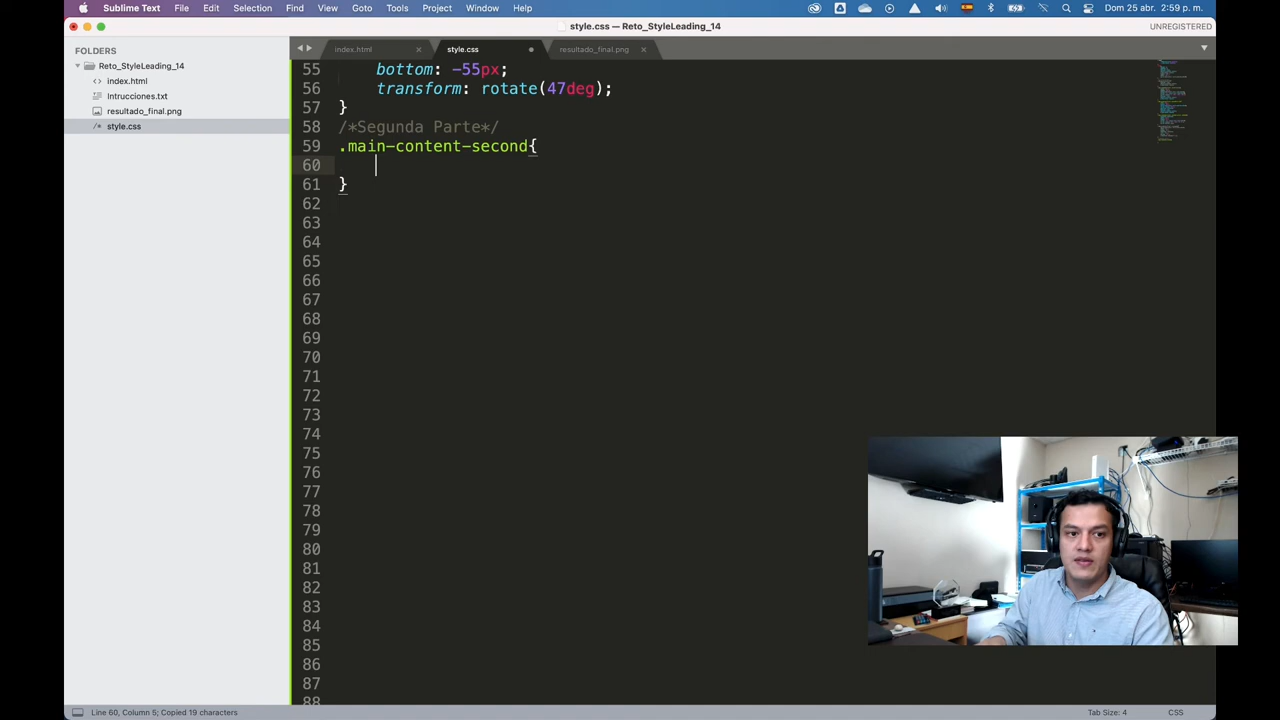 Sublime Text File Edit Selection Find View Goto Tools Project Window Help Dom 25 abr. 2:59 p. m.
style.css — Reto_StyleLeading_14 UNREGISTERED
FOLDERS
Reto_StyleLeading_14
index.html
Intrucciones.txt
resultado_final.png
style.css
index.html style.css resultado_final.png
55 bottom: -55px;
56 transform: rotate(47deg);
57 }
58 /*Segunda Parte*/
59 .main-content-second{
60
61 }
62
63
64
65
66
67
68
69
70
71
72
73
74
75
76
77
78
79
80
81
82
83
84
85
86
87
88
Line 60, Column 5; Copied 19 characters Tab Size: 4 CSS